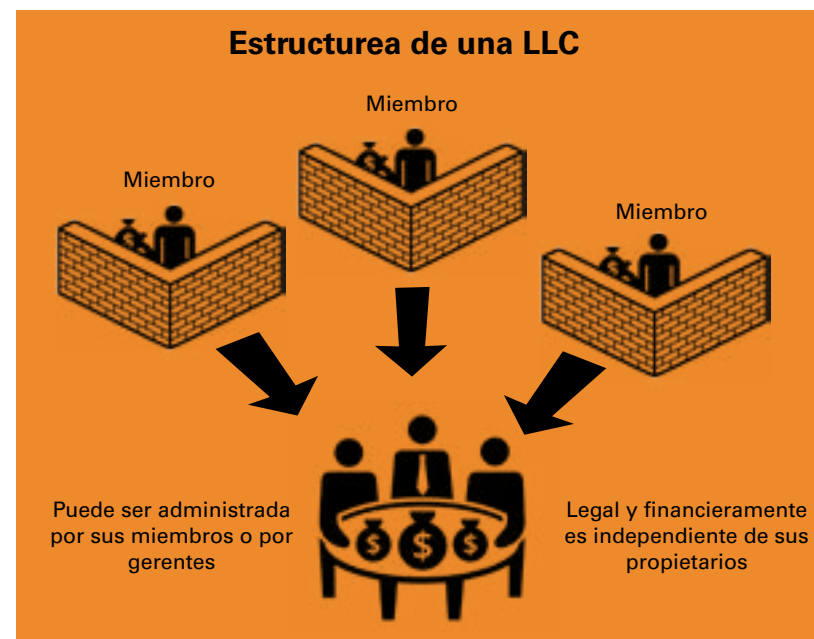 Estructurea de una LLC
Miembro
Miembro
Miembro
Puede ser administrada
por sus miembros o por
gerentes
Legal y financieramente
es independiente de sus
propietarios
$
$
$